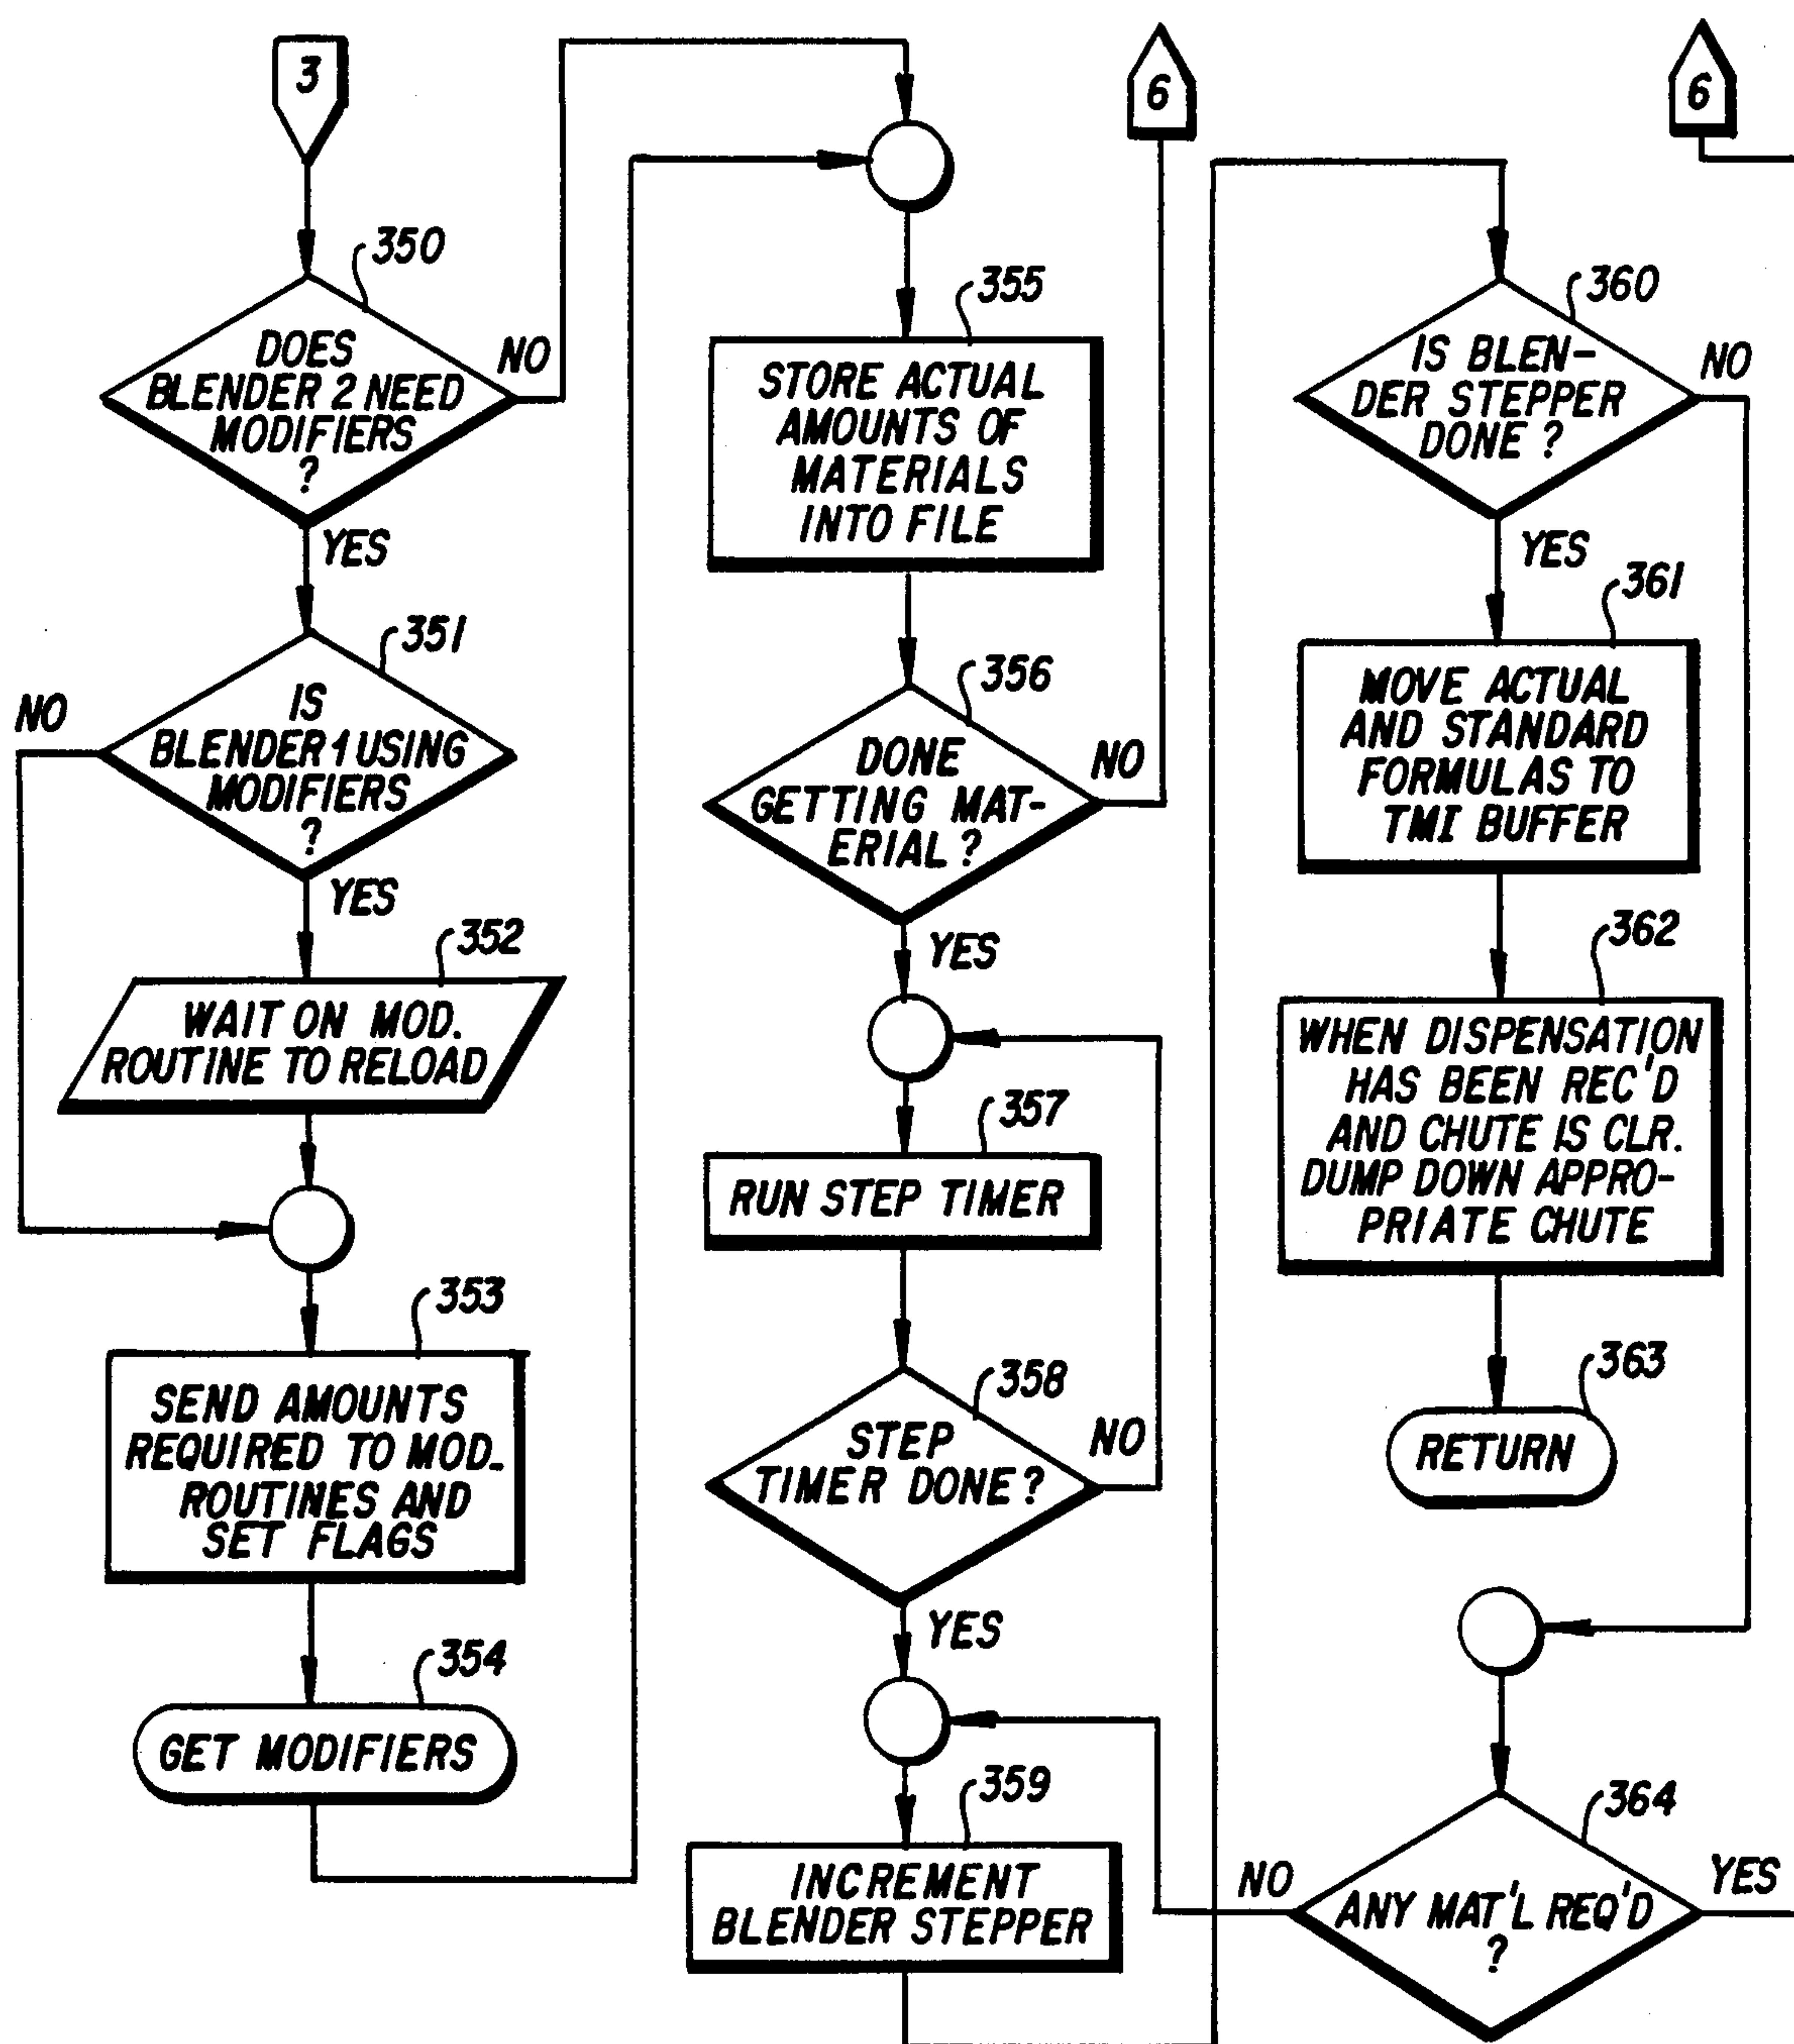 3
350
DOES
BLENDER 2 NEED
MODIFIERS
?
NO
YES
351
IS
BLENDER 1 USING
MODIFIERS
?
NO
YES
352
WAIT ON MOD.
ROUTINE TO RELOAD
353
SEND AMOUNTS
REQUIRED TO MOD.
ROUTINES AND
SET FLAGS
354
GET MODIFIERS
355
STORE ACTUAL
AMOUNTS OF
MATERIALS
INTO FILE
6
356
DONE
GETTING MAT-
ERIAL?
NO
YES
357
RUN STEP TIMER
358
STEP
TIMER DONE?
NO
YES
359
INCREMENT
BLENDER STEPPER
6
360
IS BLEN-
DER STEPPER
DONE?
NO
YES
361
MOVE ACTUAL
AND STANDARD
FORMULAS TO
TMI BUFFER
362
WHEN DISPENSATION
HAS BEEN REC'D
AND CHUTE IS CLR.
DUMP DOWN APPRO-
PRIATE CHUTE
363
RETURN
364
ANY MAT'L REQ'D
?
NO
YES